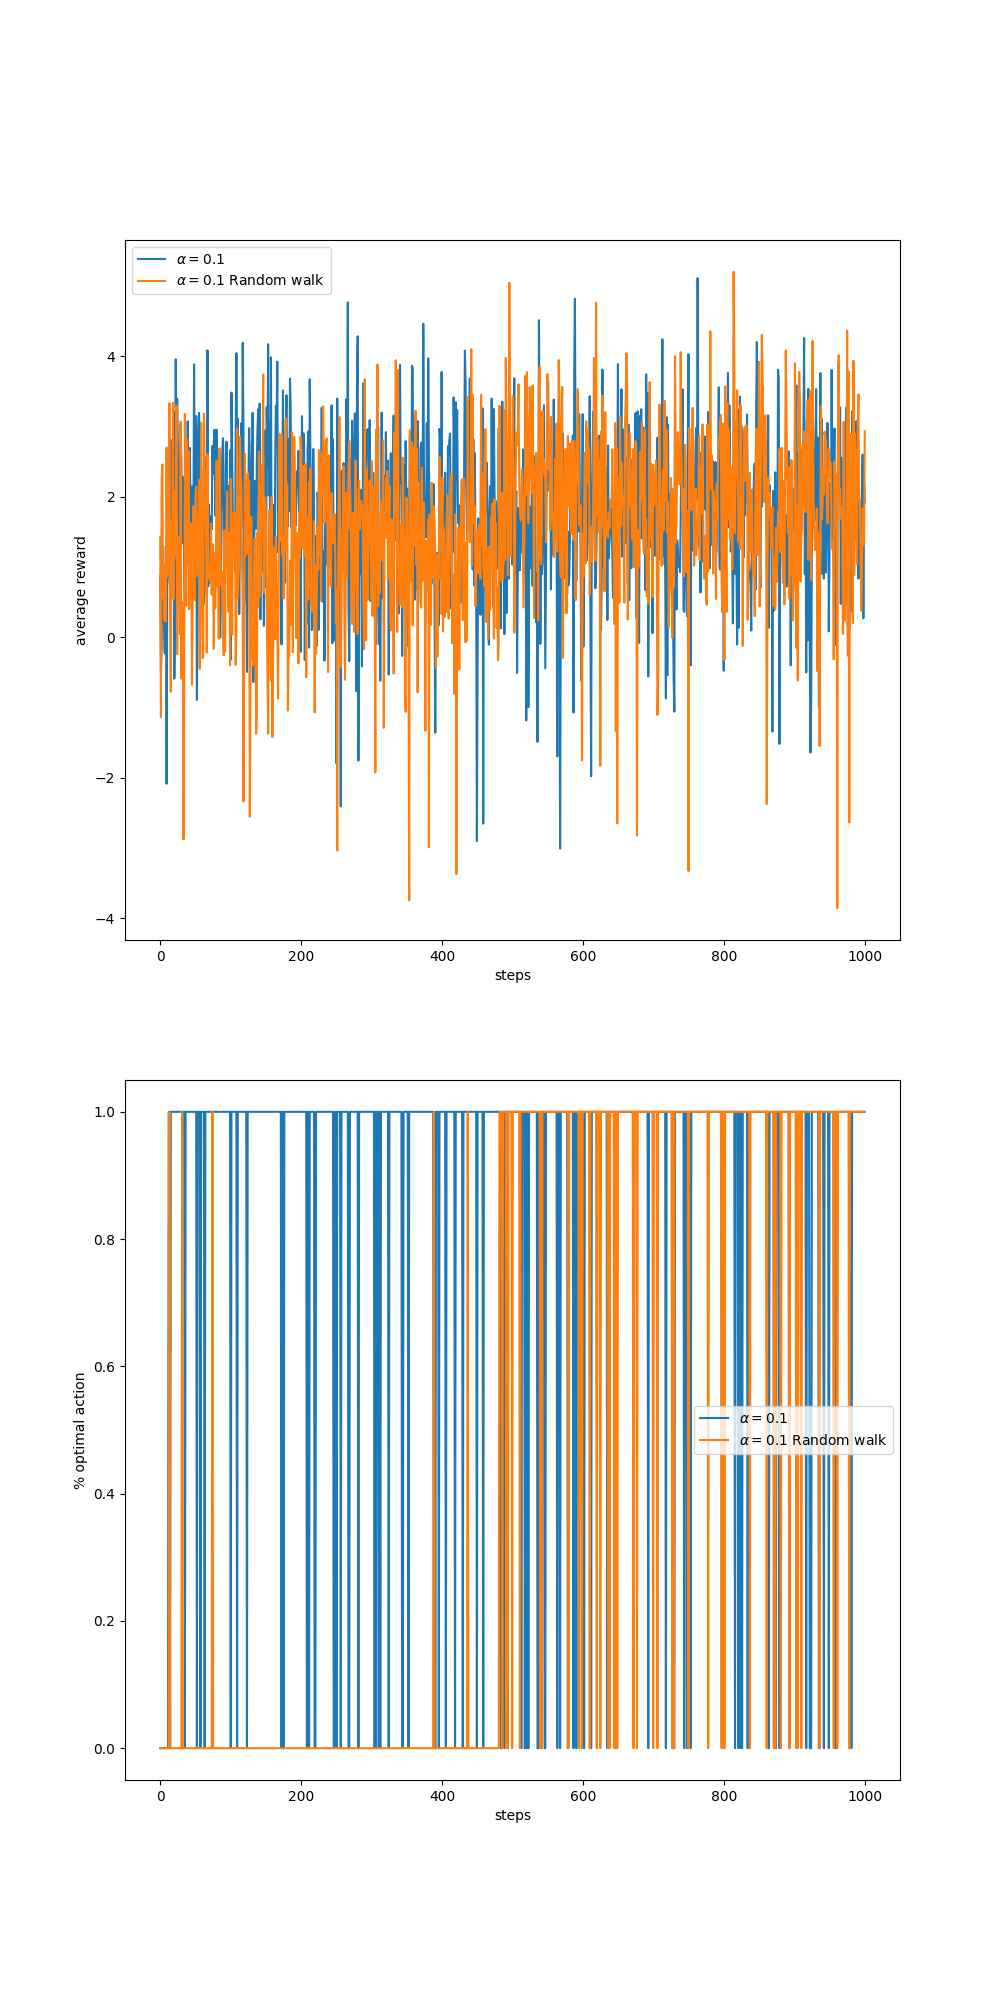 α = 0.1
α = 0.1 Random walk
average reward
4
2
0
−2
−4
0 200 400 600 800 1000
steps
% optimal action
1.0
0.8
0.6
0.4
0.2
0.0
α = 0.1
α = 0.1 Random walk
0 200 400 600 800 1000
steps